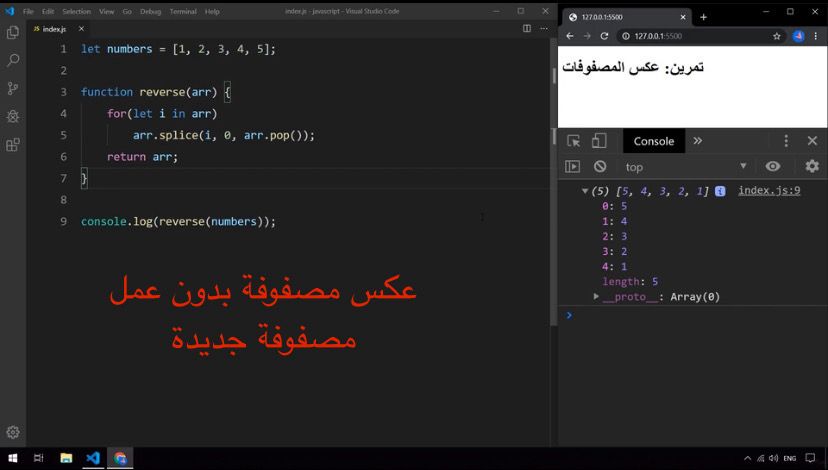 File Edit Selection View Go Debug Terminal Help
index.js - javascript - Visual Studio Code
JS index.js
1 let numbers = [1, 2, 3, 4, 5];
2
3 function reverse(arr) {
4 for(let i in arr)
5 arr.splice(i, 0, arr.pop());
6 return arr;
7 }
8
9 console.log(reverse(numbers));
عكس مصفوفة بدون عمل
مصفوفة جديدة
127.0.0.1:5500
127.0.0.1:5500
تمرين: عكس المصفوفات
Console
top
(5) [5, 4, 3, 2, 1] index.js:9
0: 5
1: 4
2: 3
3: 2
4: 1
length: 5
__proto__: Array(0)
ENG